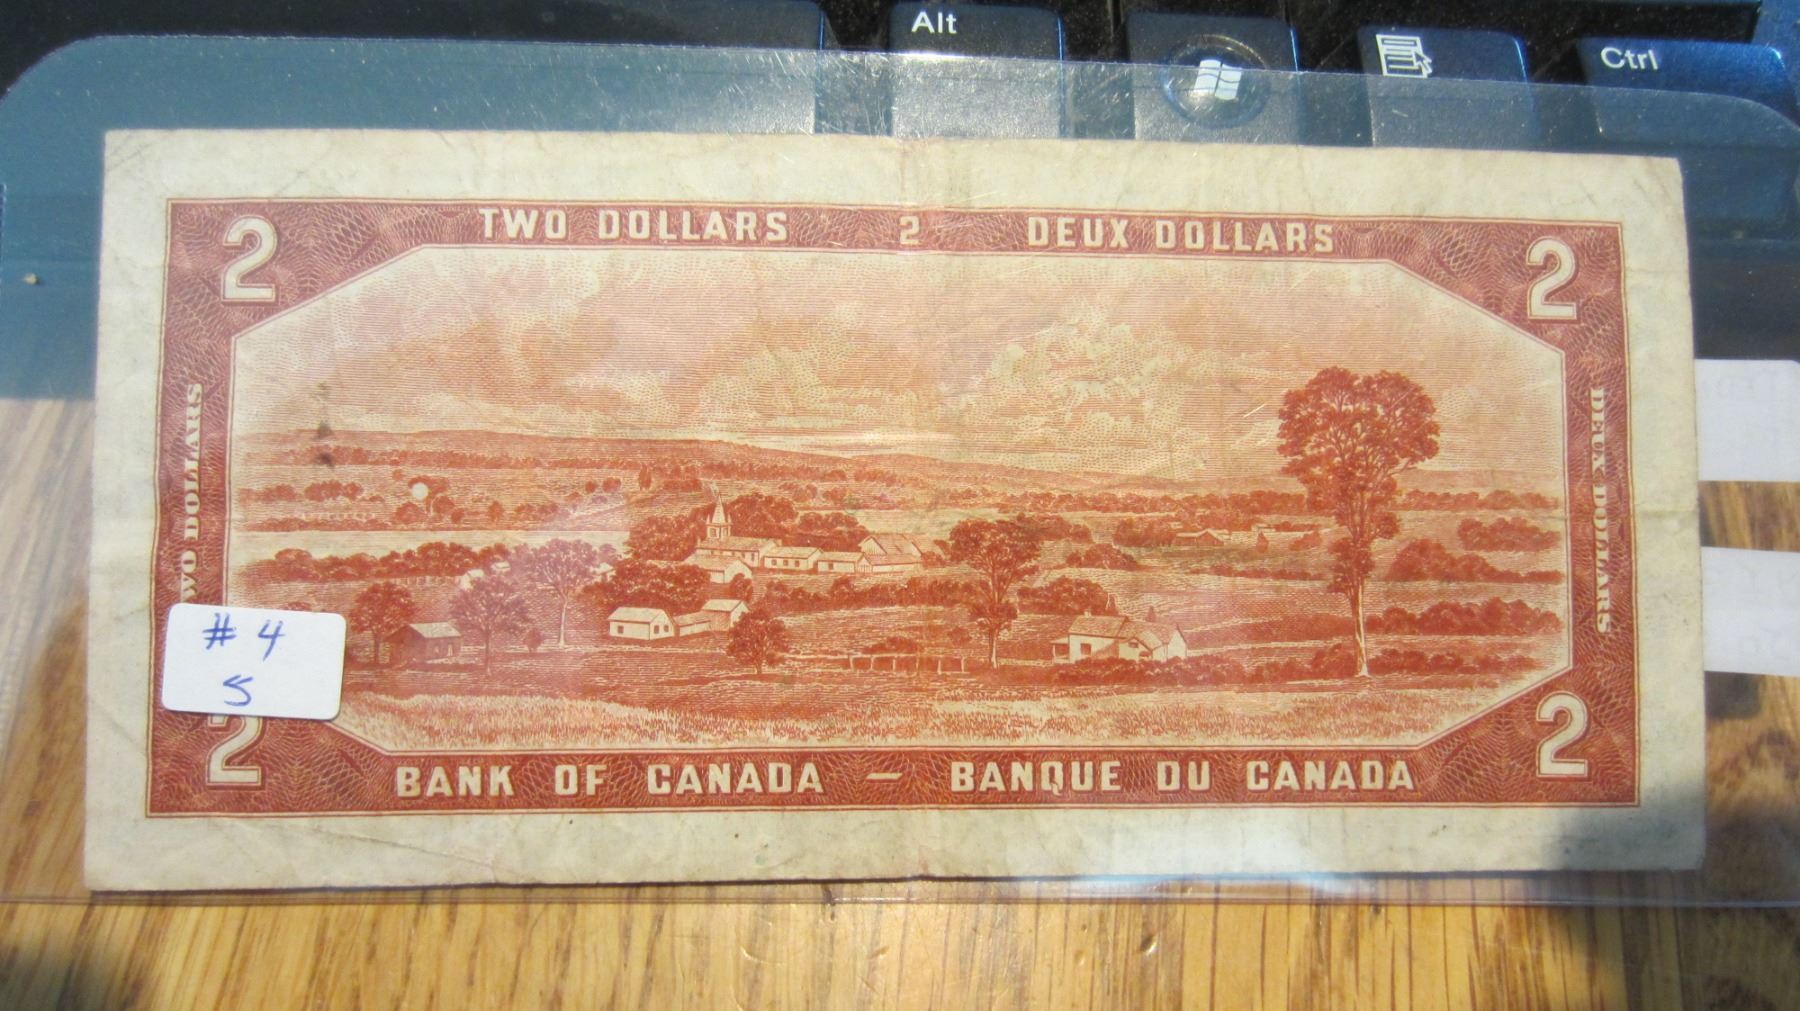 Alt
Ctrl
2 TWO DOLLARS 2 DEUX DOLLARS 2
TWO DOLLARS
DEUX DOLLARS
# 4
5
2 BANK OF CANADA – BANQUE DU CANADA 2